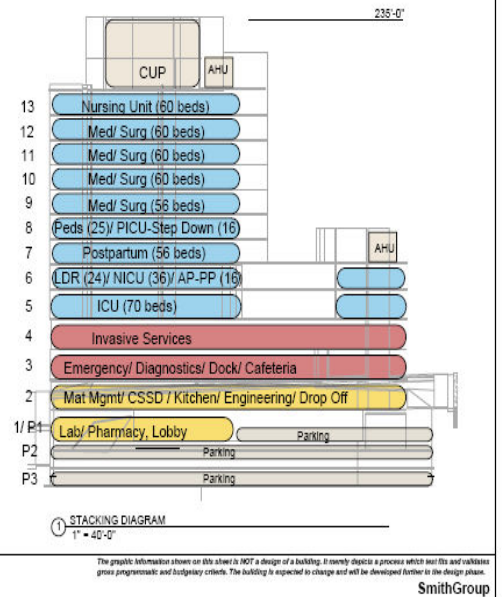 235'-0"
CUP
AHU
13 Nursing Unit (60 beds)
12 Med/ Surg (60 beds)
11 Med/ Surg (60 beds)
10 Med/ Surg (60 beds)
9 Med/ Surg (56 beds)
8 Peds (25)/ PICU-Step Down (16)
7 Postpartum (56 beds)
AHU
6 LDR (24)/ NICU (36)/ AP-PP (16)
5 ICU (70 beds)
4 Invasive Services
3 Emergency/ Diagnostics/ Dock/ Cafeteria
2 Mat Mgmt/ CSSD / Kitchen/ Engineering/ Drop Off
1/ P1 Lab/ Pharmacy, Lobby Parking
P2 Parking
P3 Parking
1 STACKING DIAGRAM
1" = 40'-0"
The graphic information shown on this sheet is NOT a design of a building. It merely depicts a process which test fits and validates
gross programmatic and budgetary criteria. The building is expected to change and will be developed further in the design phase.
SmithGroup